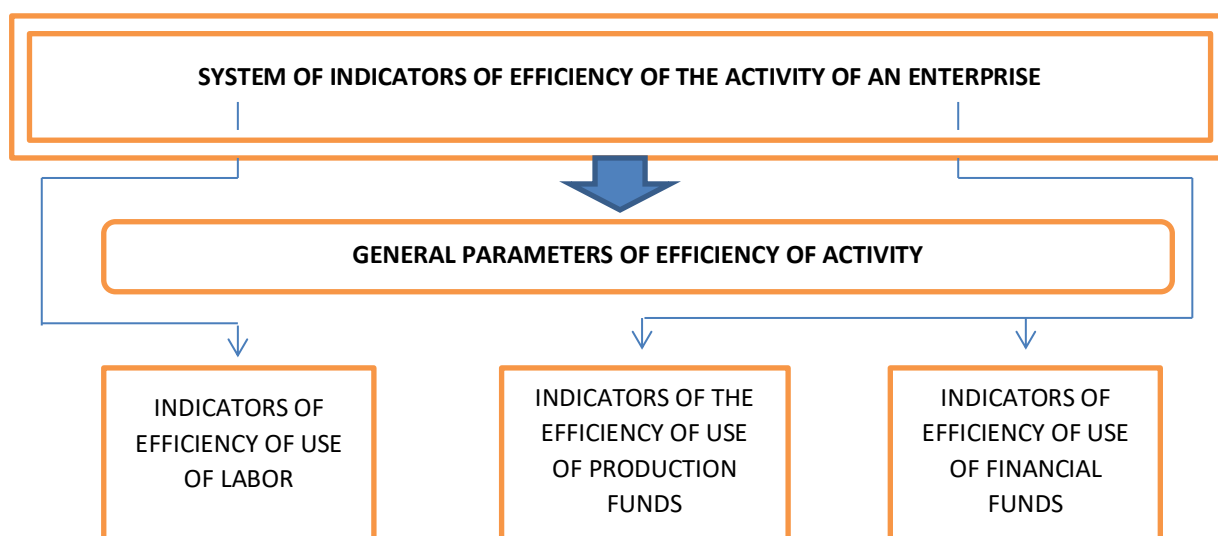 SYSTEM OF INDICATORS OF EFFICIENCY OF THE ACTIVITY OF AN ENTERPRISE
GENERAL PARAMETERS OF EFFICIENCY OF ACTIVITY
INDICATORS OF
EFFICIENCY OF USE
OF LABOR
INDICATORS OF THE
EFFICIENCY OF USE
OF PRODUCTION
FUNDS
INDICATORS OF
EFFICIENCY OF USE
OF FINANCIAL
FUNDS